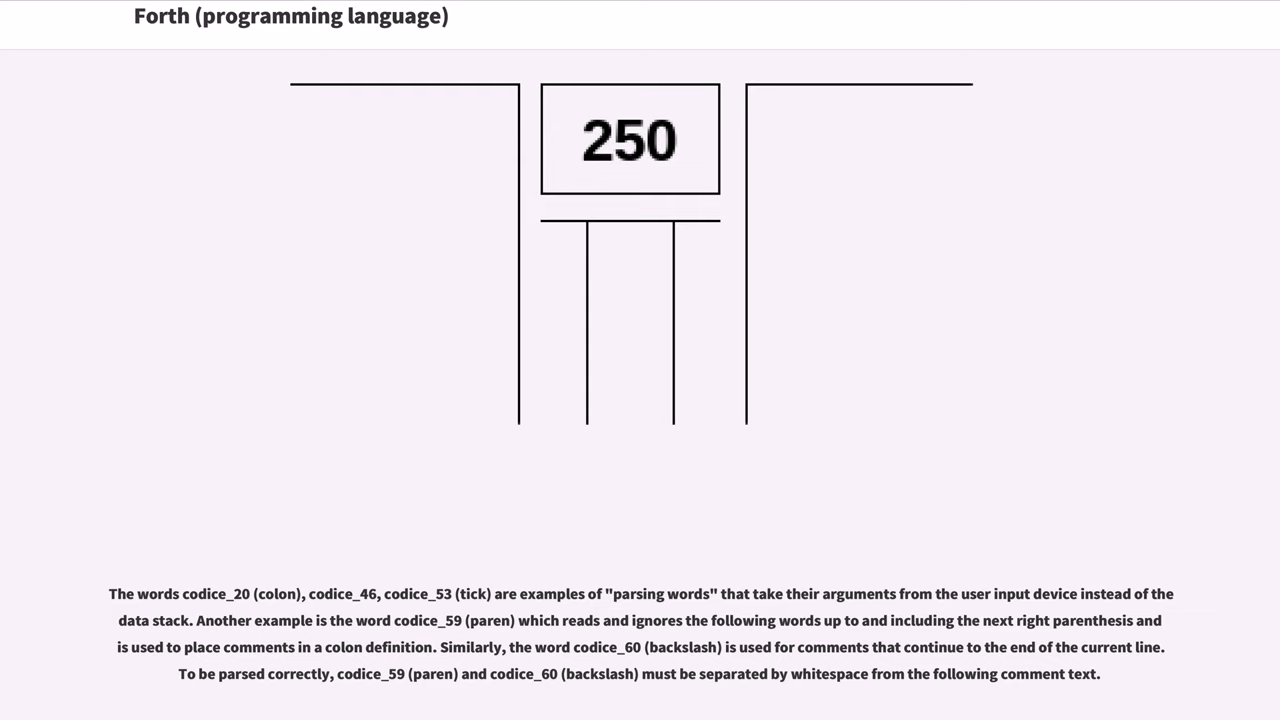 Forth (programming language)
250
The words codice_20 (colon), codice_46, codice_53 (tick) are examples of "parsing words" that take their arguments from the user input device instead of the
data stack. Another example is the word codice_59 (paren) which reads and ignores the following words up to and including the next right parenthesis and
is used to place comments in a colon definition. Similarly, the word codice_60 (backslash) is used for comments that continue to the end of the current line.
To be parsed correctly, codice_59 (paren) and codice_60 (backslash) must be separated by whitespace from the following comment text.